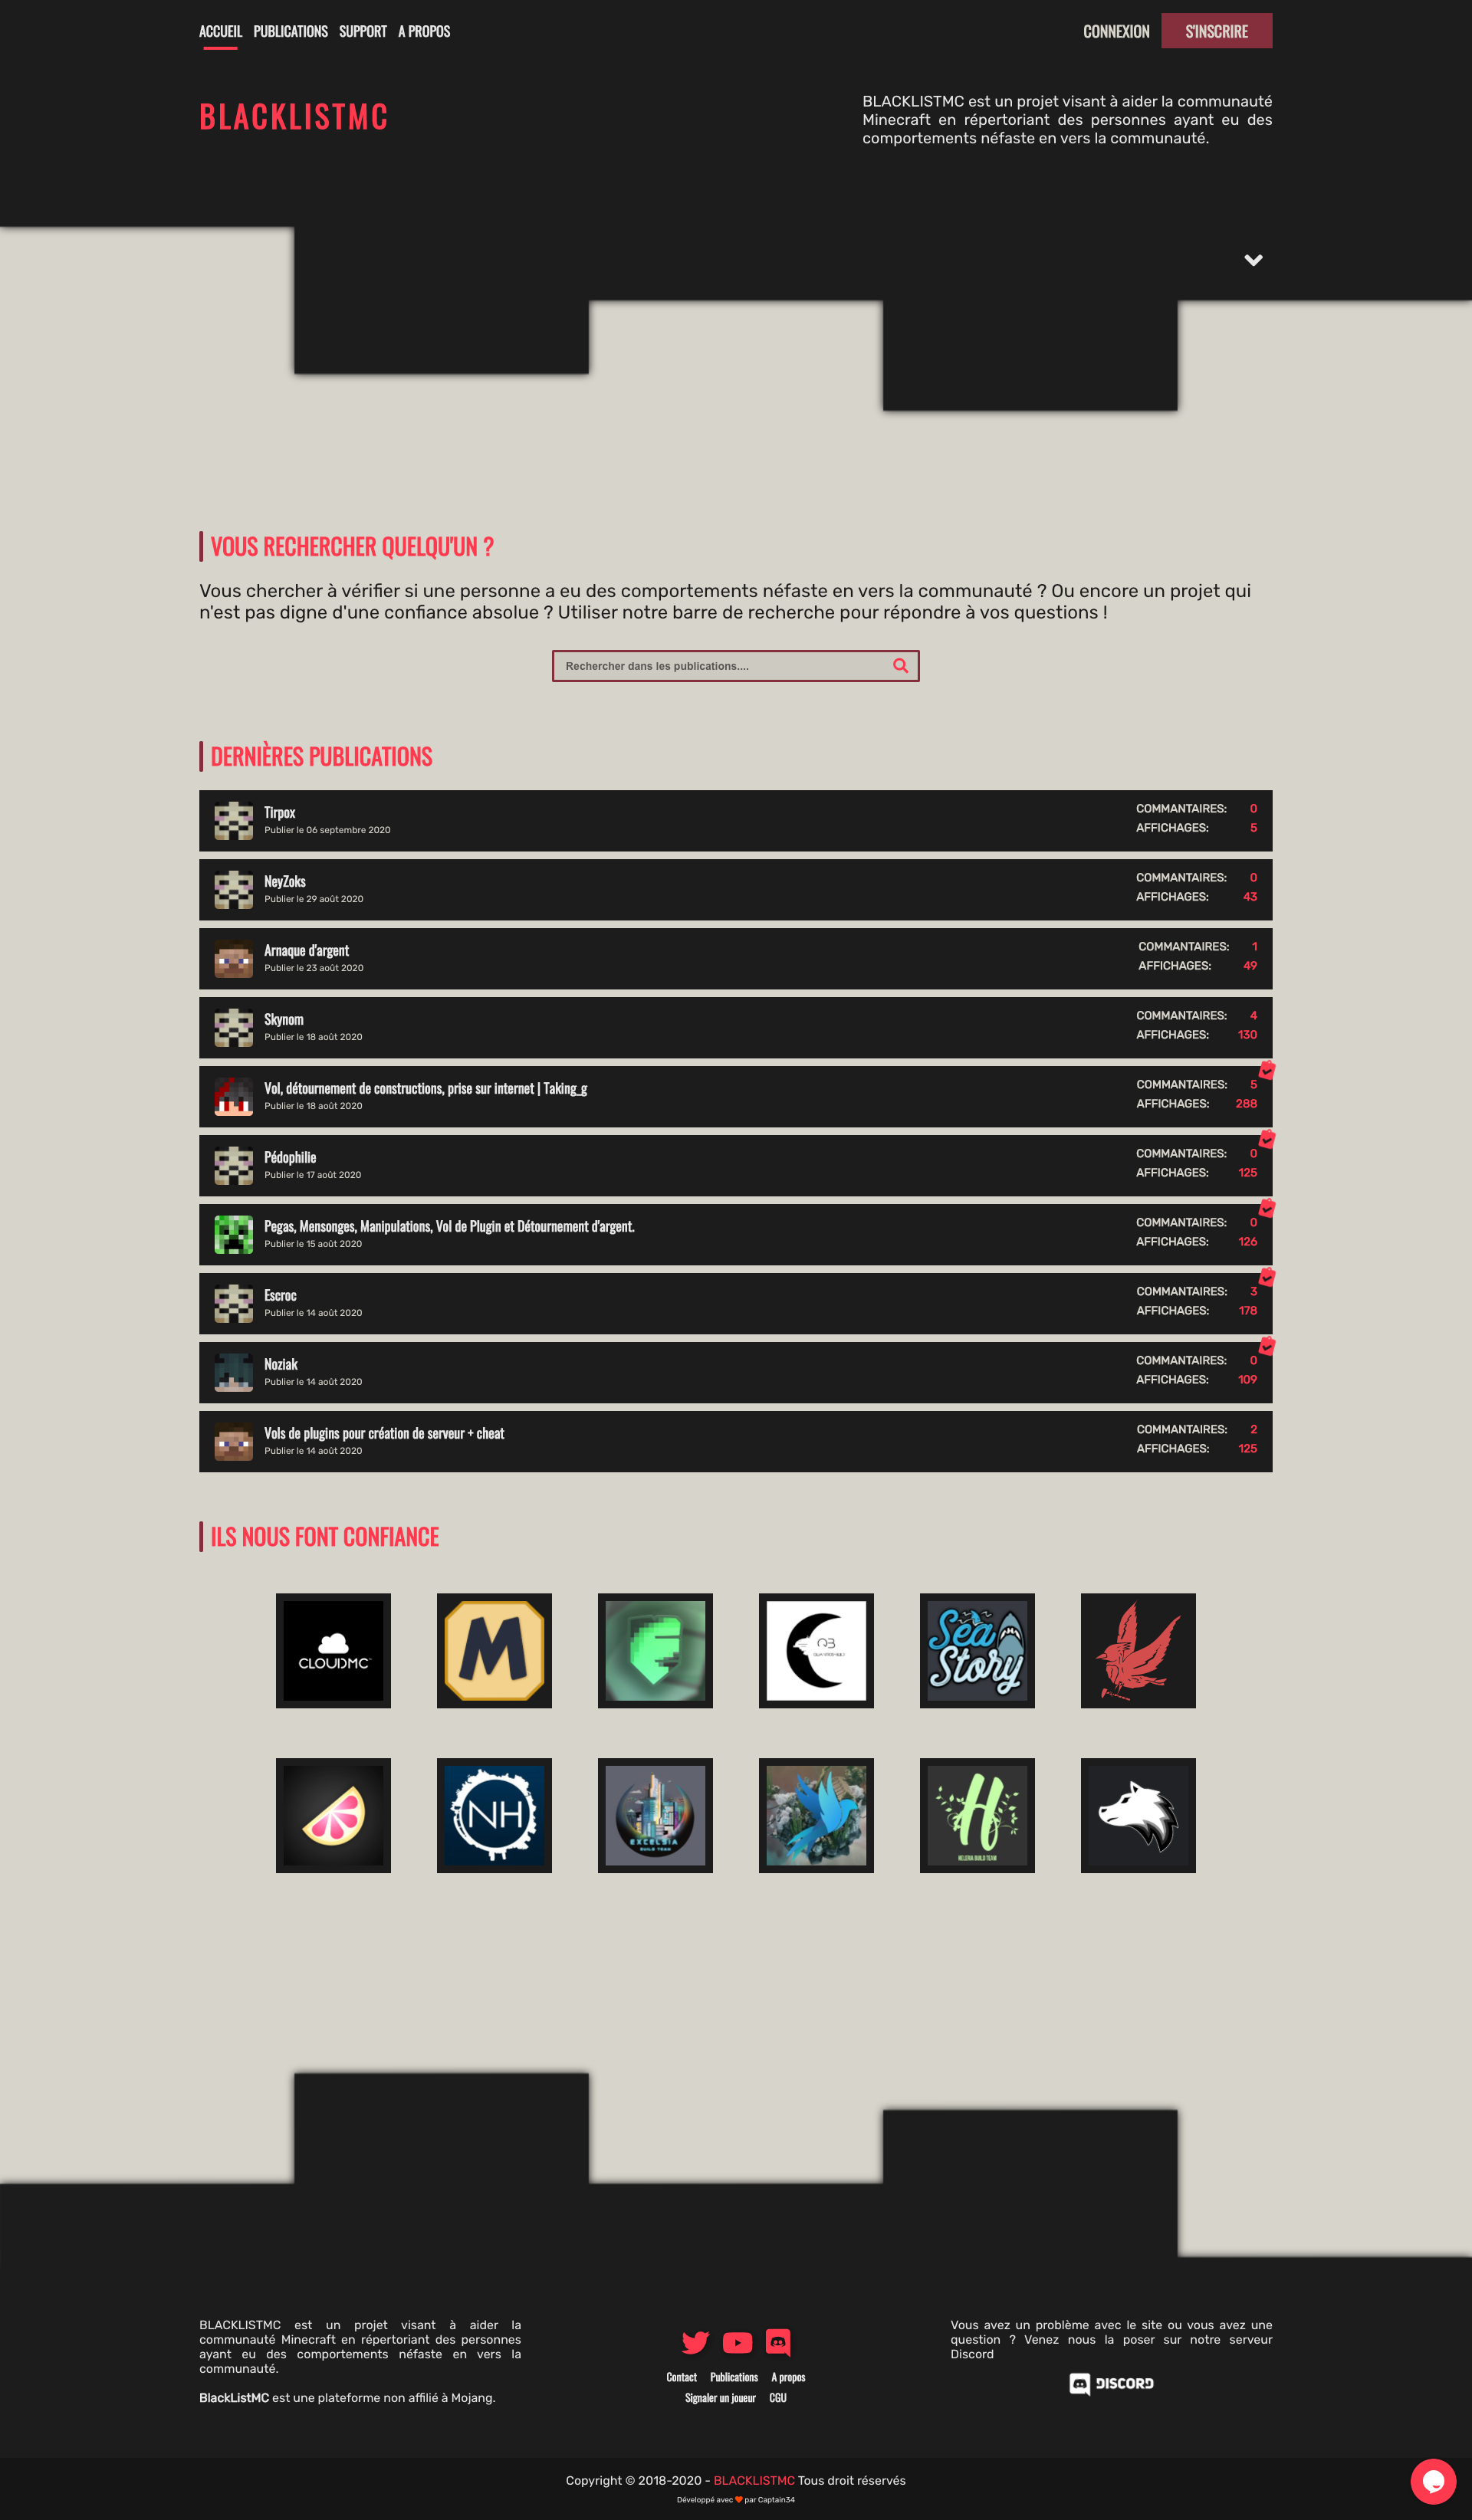 ACCUEIL PUBLICATIONS SUPPORT A PROPOS CONNEXION S'INSCRIRE
BLACKLISTMC
BLACKLISTMC est un projet visant à aider la communauté
Minecraft en répertoriant des personnes ayant eu des
comportements néfaste en vers la communauté.
VOUS RECHERCHER QUELQU'UN ?
Vous chercher à vérifier si une personne a eu des comportements néfaste en vers la communauté ? Ou encore un projet qui
n'est pas digne d'une confiance absolue ? Utiliser notre barre de recherche pour répondre à vos questions !
Rechercher dans les publications....
DERNIÈRES PUBLICATIONS
Tirpox
Publier le 06 septembre 2020
COMMANTAIRES: 0
AFFICHAGES: 5
NeyZoks
Publier le 29 août 2020
COMMANTAIRES: 0
AFFICHAGES: 43
Arnaque d'argent
Publier le 23 août 2020
COMMANTAIRES: 1
AFFICHAGES: 49
Skynom
Publier le 18 août 2020
COMMANTAIRES: 4
AFFICHAGES: 130
Vol, détournement de constructions, prise sur internet | Taking_g
Publier le 18 août 2020
COMMANTAIRES: 5
AFFICHAGES: 288
Pédophilie
Publier le 17 août 2020
COMMANTAIRES: 0
AFFICHAGES: 125
Pegas, Mensonges, Manipulations, Vol de Plugin et Détournement d'argent.
Publier le 15 août 2020
COMMANTAIRES: 0
AFFICHAGES: 126
Escroc
Publier le 14 août 2020
COMMANTAIRES: 3
AFFICHAGES: 178
Noziak
Publier le 14 août 2020
COMMANTAIRES: 0
AFFICHAGES: 109
Vols de plugins pour création de serveur + cheat
Publier le 14 août 2020
COMMANTAIRES: 2
AFFICHAGES: 125
ILS NOUS FONT CONFIANCE
CLOUDMC
M
Sea
Story
NH
EXCELSIA
BUILD TEAM
H
HELERIA BUILD TEAM
BLACKLISTMC est un projet visant à aider la
communauté Minecraft en répertoriant des personnes
ayant eu des comportements néfaste en vers la
communauté.
BlackListMC est une plateforme non affilié à Mojang.
Contact Publications A propos
Signaler un joueur CGU
Vous avez un problème avec le site ou vous avez une
question ? Venez nous la poser sur notre serveur
Discord
DISCORD
Copyright © 2018-2020 - BLACKLISTMC Tous droit réservés
Développé avec par Captain34